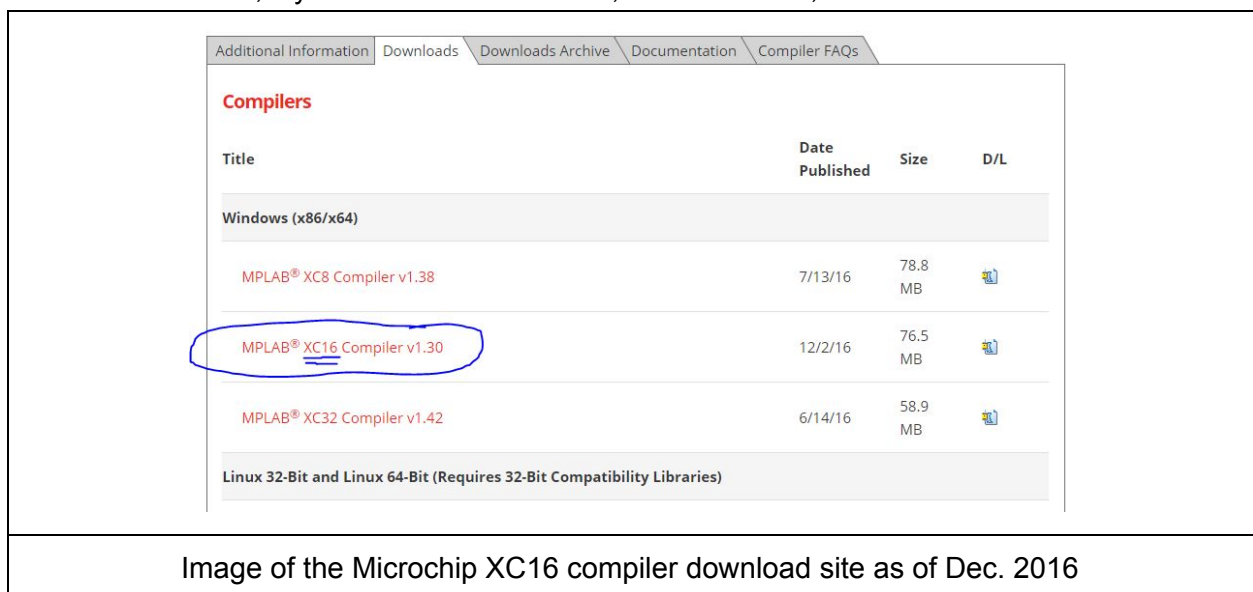 Additional Information Downloads Downloads Archive Documentation Compiler FAQs
Compilers
Title Date Published Size D/L
Windows (x86/x64)
MPLAB® XC8 Compiler v1.38 7/13/16 78.8 MB
MPLAB® XC16 Compiler v1.30 12/2/16 76.5 MB
MPLAB® XC32 Compiler v1.42 6/14/16 58.9 MB
Linux 32-Bit and Linux 64-Bit (Requires 32-Bit Compatibility Libraries)
Image of the Microchip XC16 compiler download site as of Dec. 2016